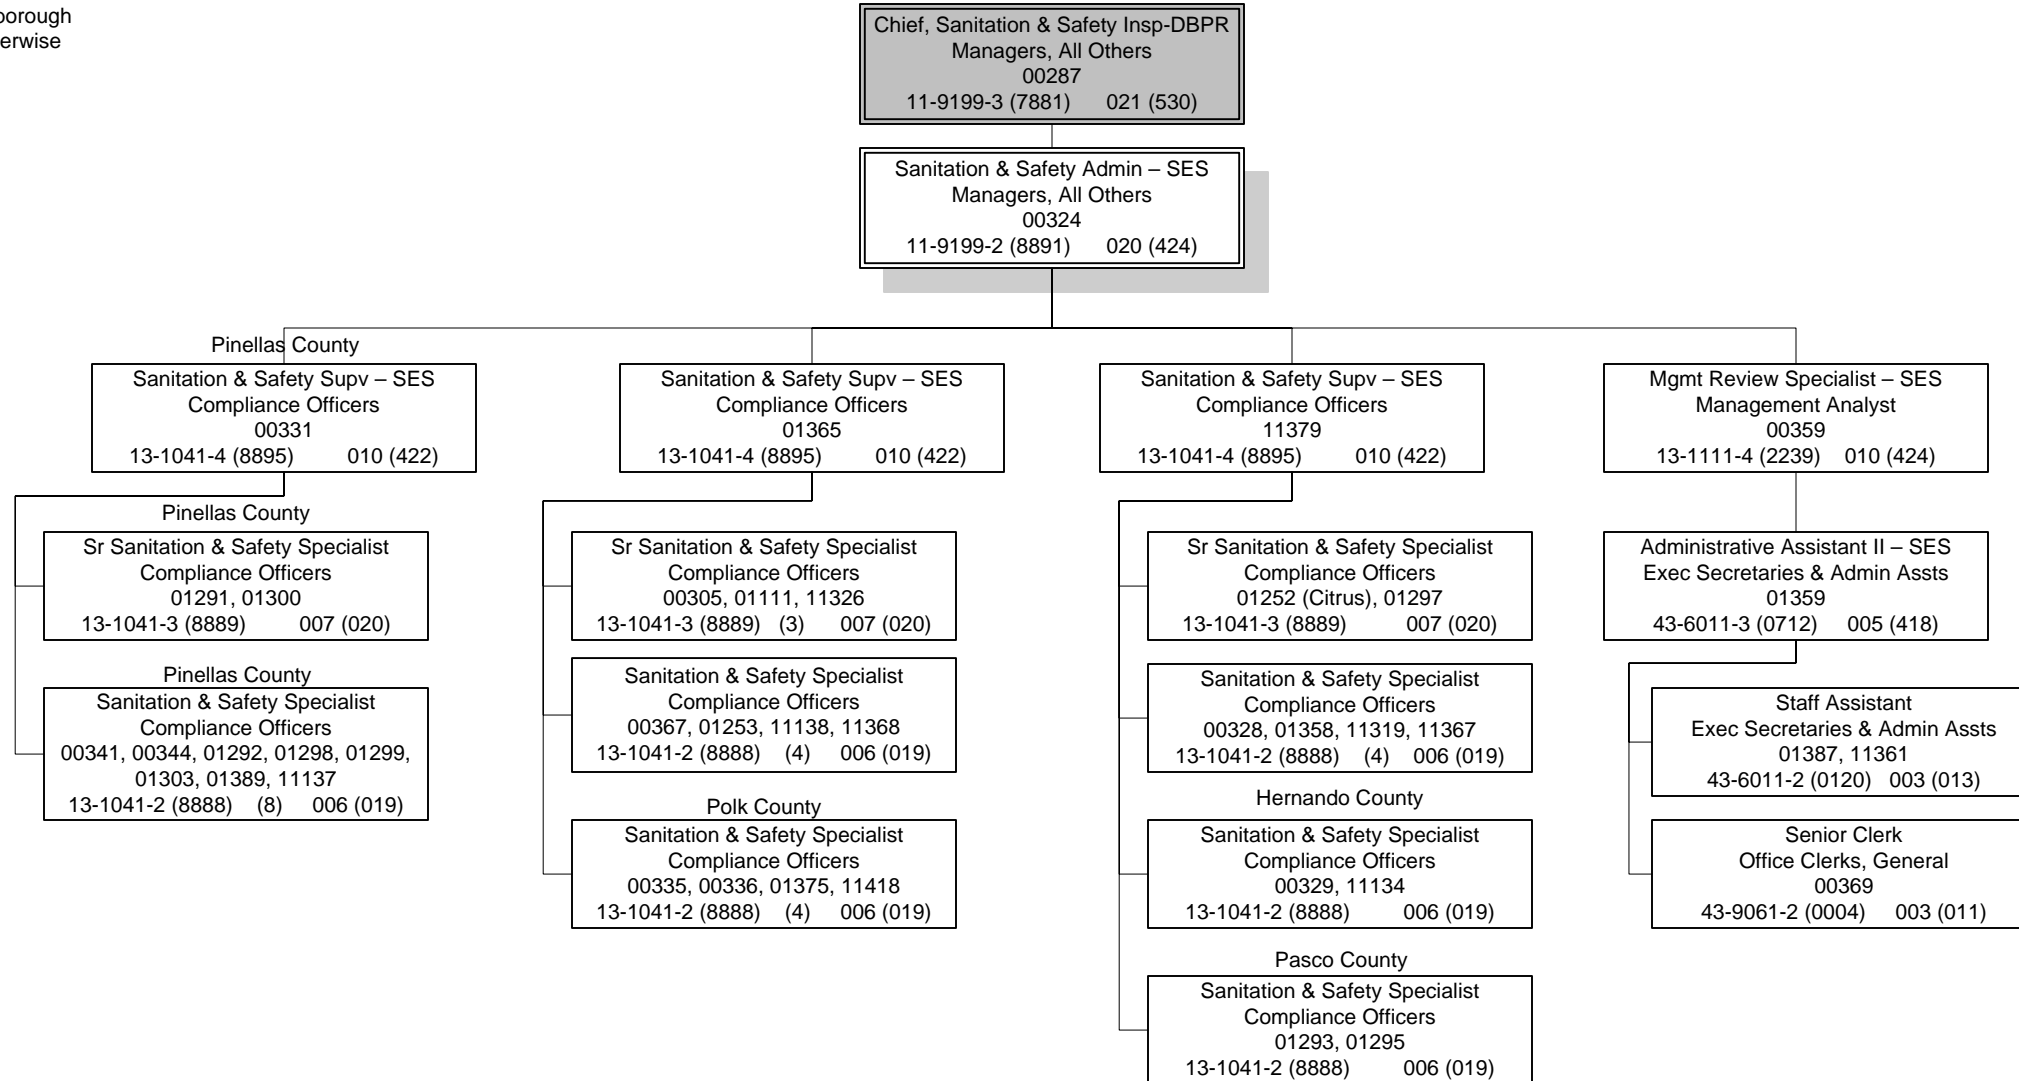 erwise
Chief, Sanitation & Safety Insp-DBPR
Managers, All Others
00287
11-9199-3 (7881) 021 (530)
Sanitation & Safety Admin – SES
Managers, All Others
00324
11-9199-2 (8891) 020 (424)
Pinellas County
Sanitation & Safety Supv – SES
Compliance Officers
00331
13-1041-4 (8895) 010 (422)
Pinellas County
Sr Sanitation & Safety Specialist
Compliance Officers
01291, 01300
13-1041-3 (8889) 007 (020)
Pinellas County
Sanitation & Safety Specialist
Compliance Officers
00341, 00344, 01292, 01298, 01299,
01303, 01389, 11137
13-1041-2 (8888) (8) 006 (019)
Sanitation & Safety Supv – SES
Compliance Officers
01365
13-1041-4 (8895) 010 (422)
Sr Sanitation & Safety Specialist
Compliance Officers
00305, 01111, 11326
13-1041-3 (8889) (3) 007 (020)
Sanitation & Safety Specialist
Compliance Officers
00367, 01253, 11138, 11368
13-1041-2 (8888) (4) 006 (019)
Polk County
Sanitation & Safety Specialist
Compliance Officers
00335, 00336, 01375, 11418
13-1041-2 (8888) (4) 006 (019)
Sanitation & Safety Supv – SES
Compliance Officers
11379
13-1041-4 (8895) 010 (422)
Sr Sanitation & Safety Specialist
Compliance Officers
01252 (Citrus), 01297
13-1041-3 (8889) 007 (020)
Sanitation & Safety Specialist
Compliance Officers
00328, 01358, 11319, 11367
13-1041-2 (8888) (4) 006 (019)
Hernando County
Sanitation & Safety Specialist
Compliance Officers
00329, 11134
13-1041-2 (8888) 006 (019)
Pasco County
Sanitation & Safety Specialist
Compliance Officers
01293, 01295
13-1041-2 (8888) 006 (019)
Mgmt Review Specialist – SES
Management Analyst
00359
13-1111-4 (2239) 010 (424)
Administrative Assistant II – SES
Exec Secretaries & Admin Assts
01359
43-6011-3 (0712) 005 (418)
Staff Assistant
Exec Secretaries & Admin Assts
01387, 11361
43-6011-2 (0120) 003 (013)
Senior Clerk
Office Clerks, General
00369
43-9061-2 (0004) 003 (011)